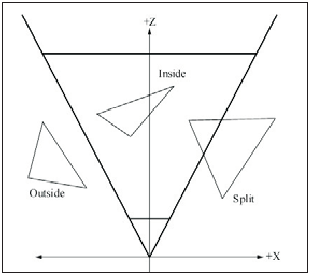 +Z
Inside
Outside
Split
+X